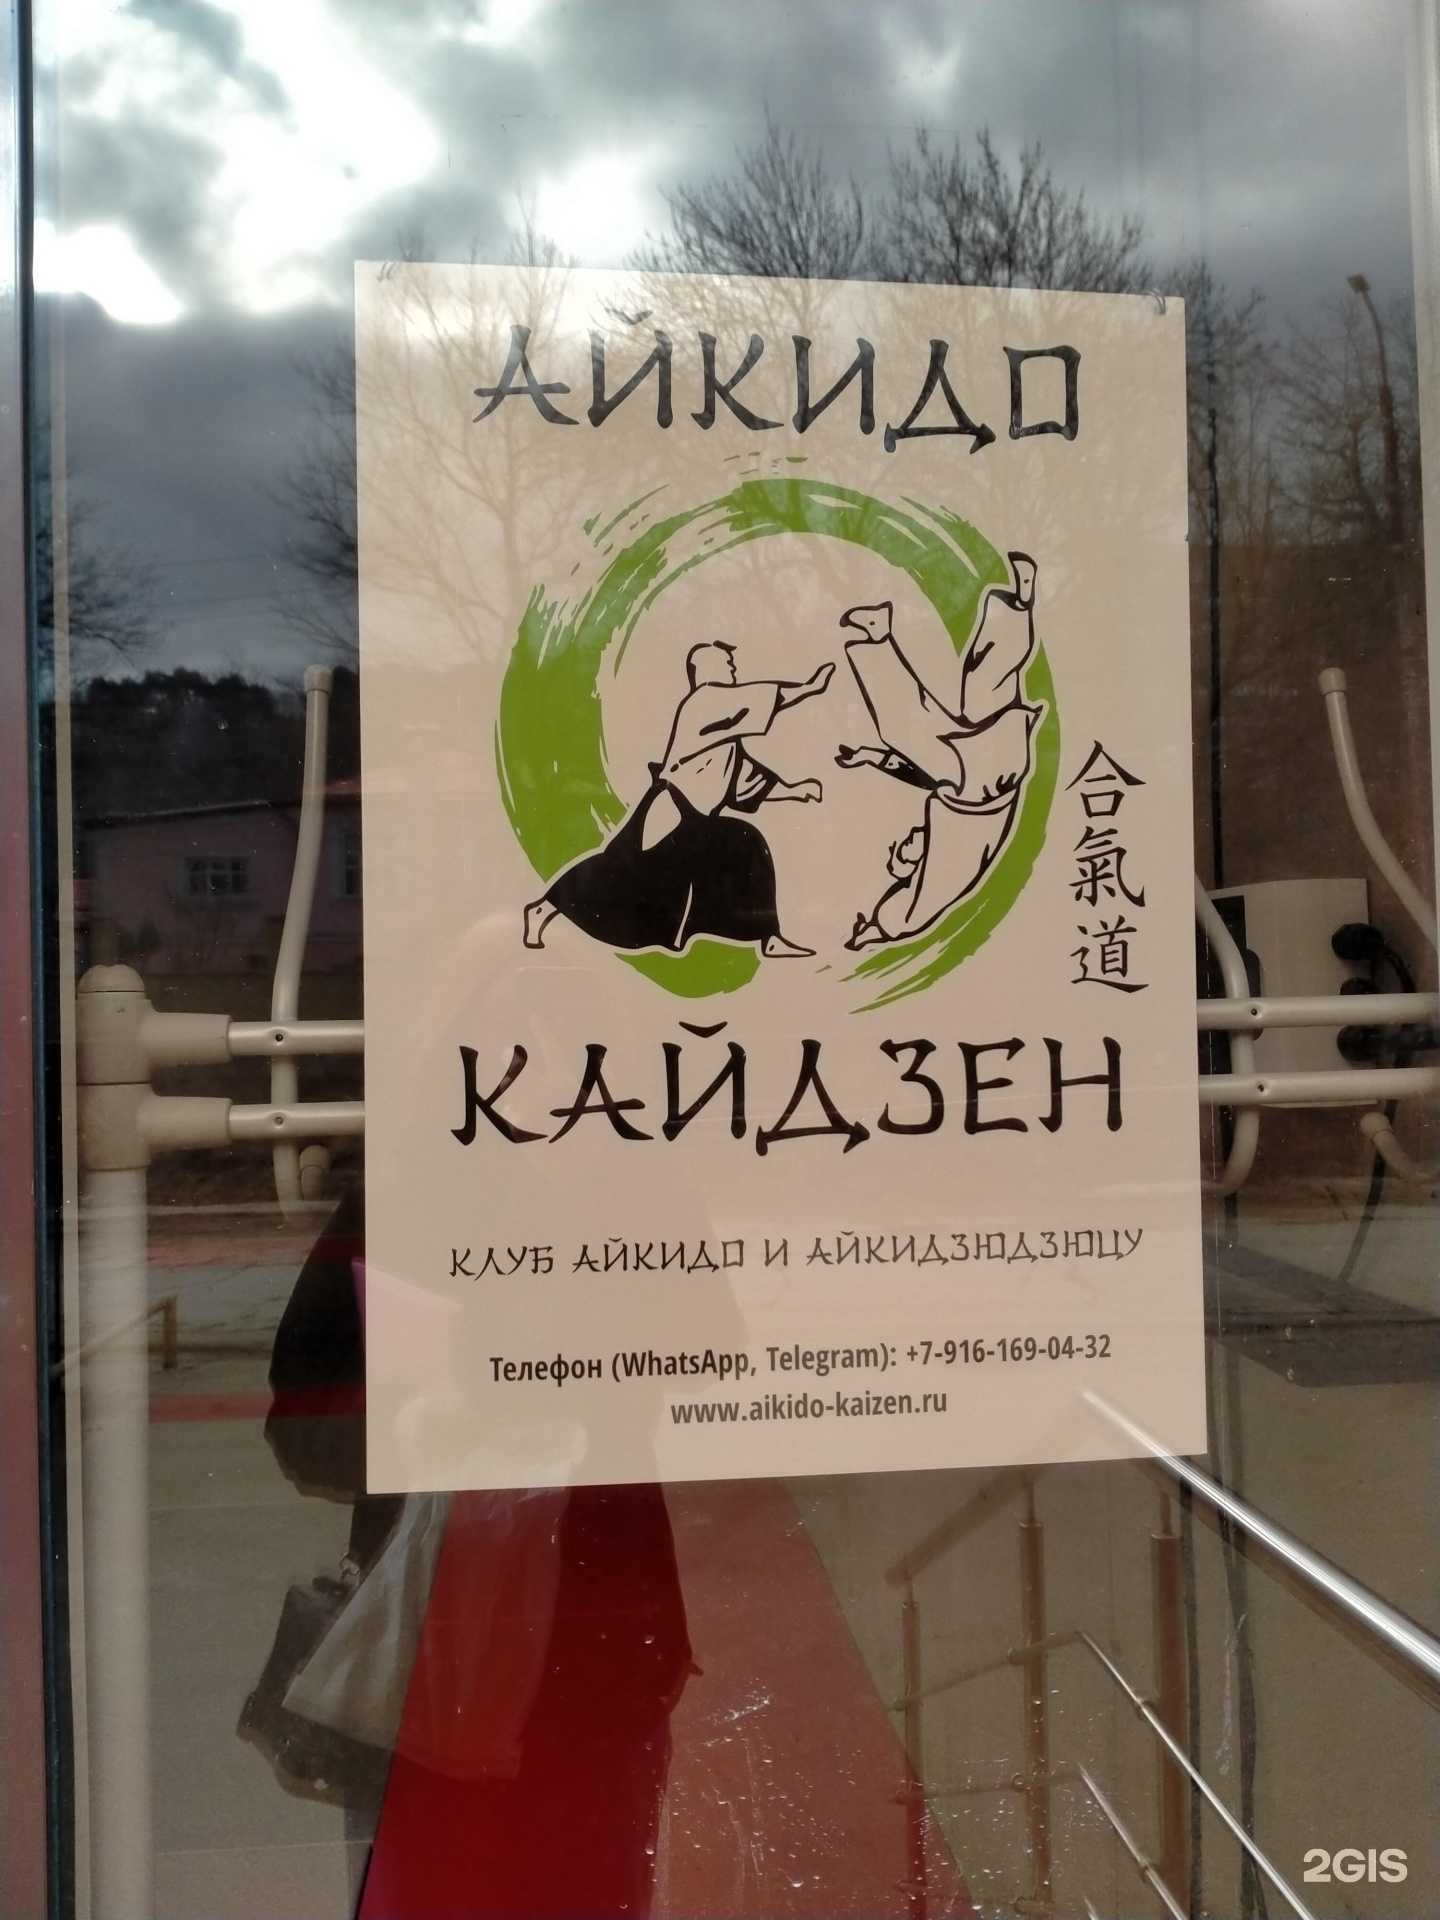 АЙКИДО
合氣道
КАЙДЗЕН
КЛУБ АЙКИДО И АЙКИДЗЮДЗЮЦУ
Телефон (WhatsApp, Telegram): +7-916-169-04-32
www.aikido-kaizen.ru
2GIS